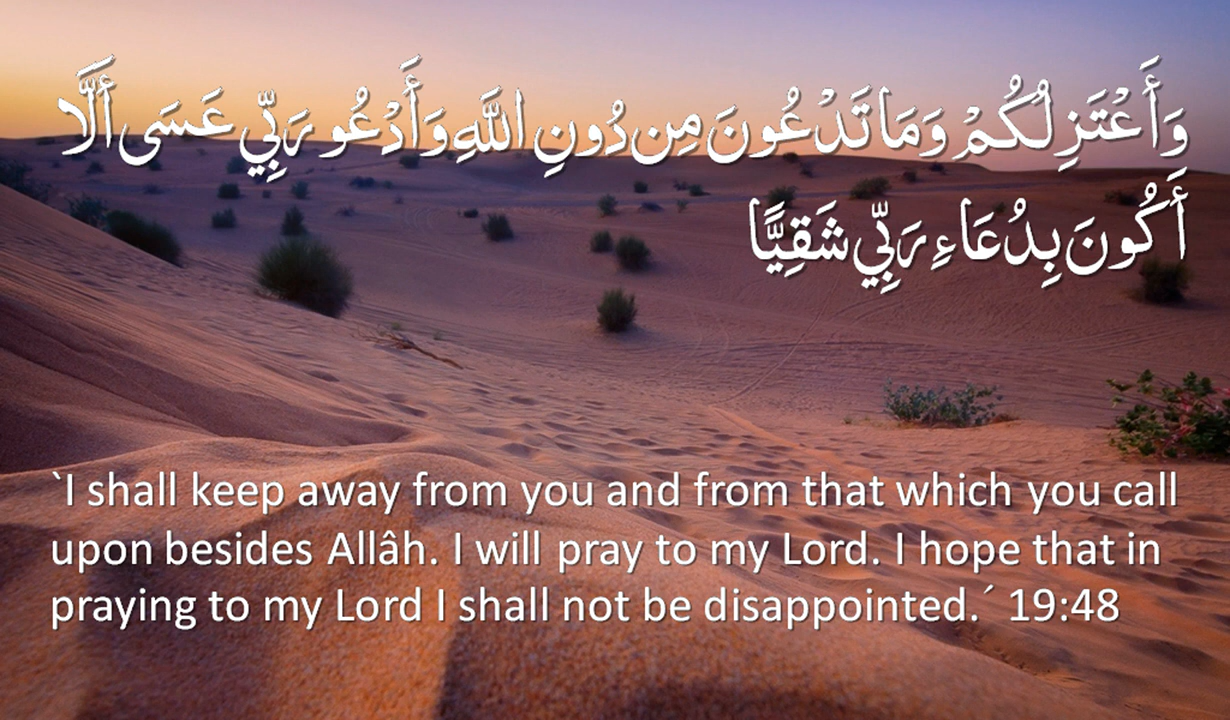 وَأَعْتَزِلُكُمْ وَمَا تَدْعُونَ مِن دُونِ اللَّهِ وَأَدْعُو رَبِّي عَسَى أَلَّا
أَكُونَ بِدُعَاءِ رَبِّي شَقِيًّا
`I shall keep away from you and from that which you call
upon besides Allâh. I will pray to my Lord. I hope that in
praying to my Lord I shall not be disappointed.´ 19:48